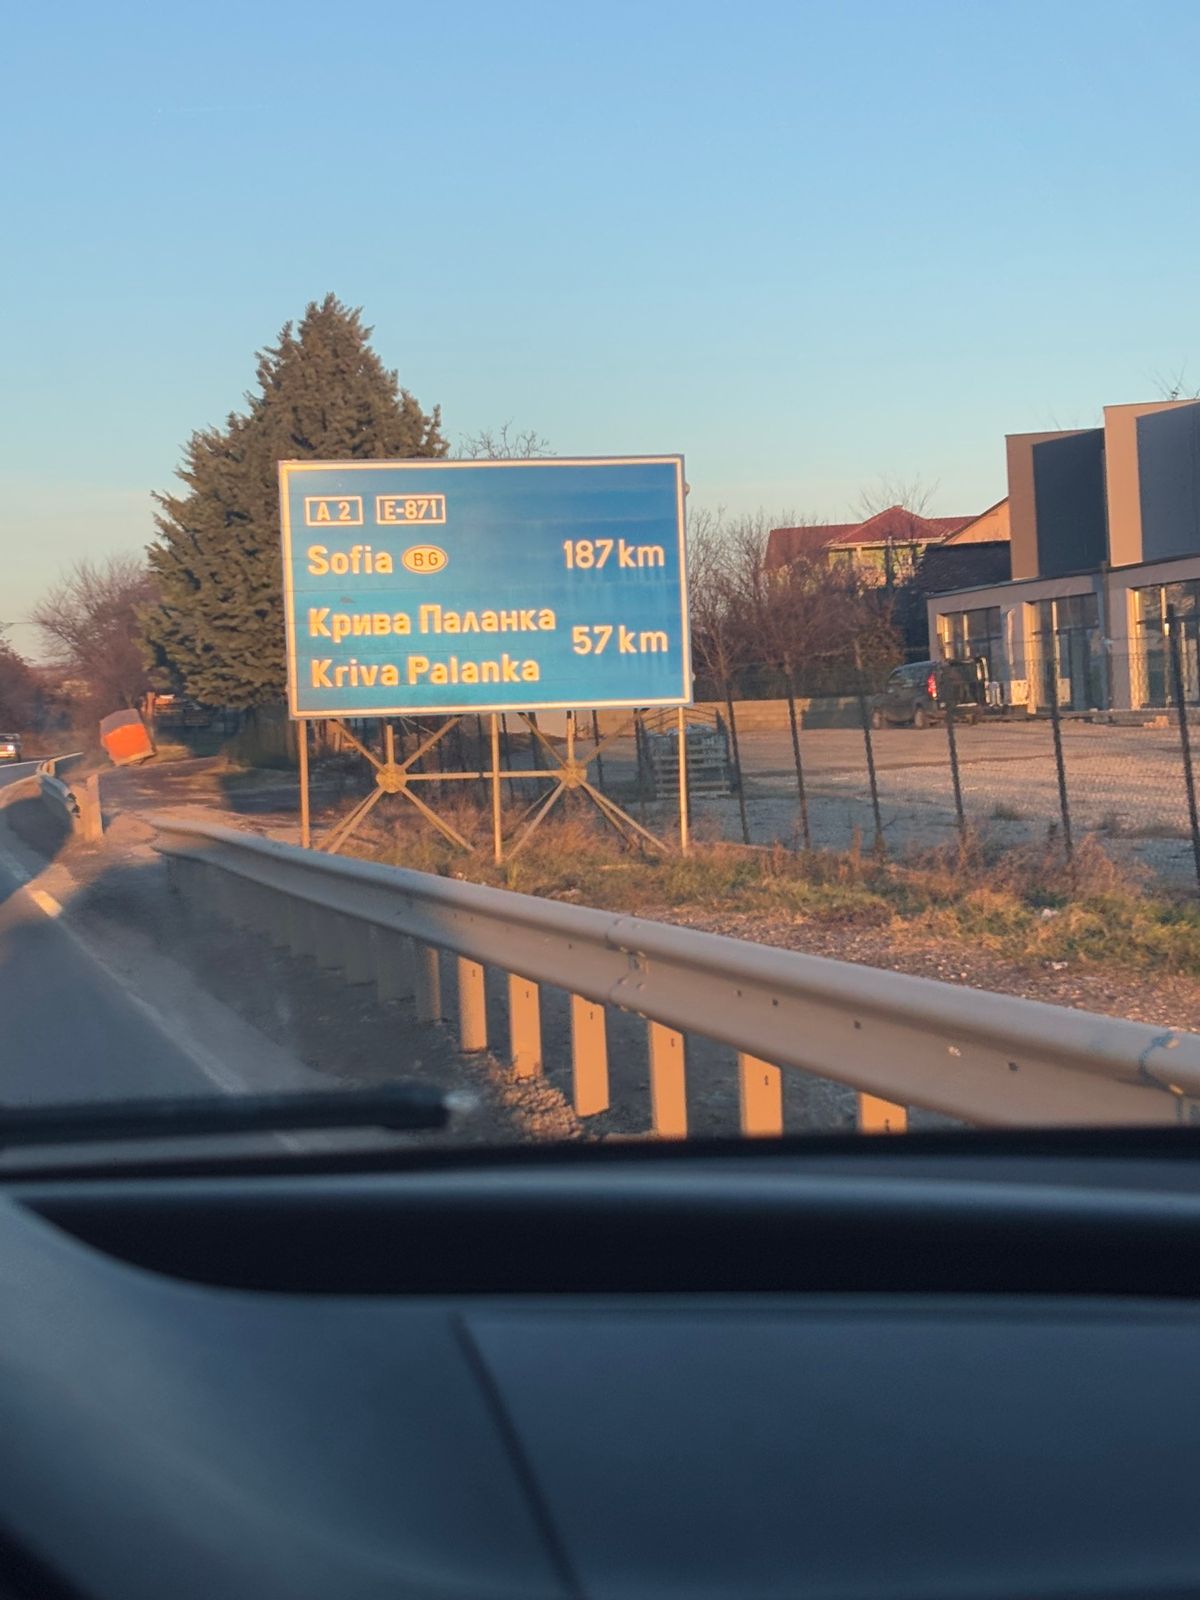 A 2 E-871
Sofia BG 187 km
Крива Паланка
57 km
Kriva Palanka